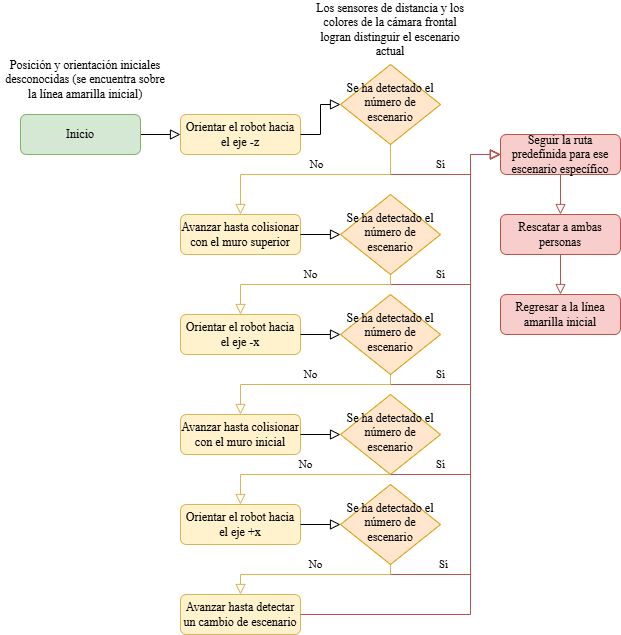 Los sensores de distancia y los
colores de la cámara frontal
logran distinguir el escenario
actual
Posición y orientación iniciales
desconocidas (se encuentra sobre
la línea amarilla inicial)
Inicio
Orientar el robot hacia
el eje -z
Se ha detectado el
número de
escenario
No
Si
Seguir la ruta
predefinida para ese
escenario específico
Avanzar hasta colisionar
con el muro superior
Se ha detectado el
número de
escenario
Rescatar a ambas
personas
No
Si
Orientar el robot hacia
el eje -x
Se ha detectado el
número de
escenario
Regresar a la línea
amarilla inicial
No
Si
Avanzar hasta colisionar
con el muro inicial
Se ha detectado el
número de
escenario
No
Si
Orientar el robot hacia
el eje +x
Se ha detectado el
número de
escenario
No
Si
Avanzar hasta detectar
un cambio de escenario